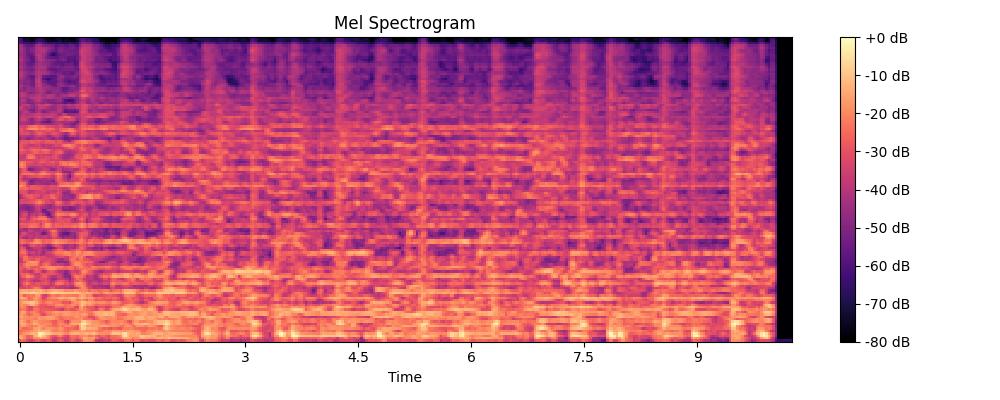 Mel Spectrogram
+0 dB
-10 dB
-20 dB
-30 dB
-40 dB
-50 dB
-60 dB
-70 dB
-80 dB
0 1.5 3 4.5 6 7.5 9
Time